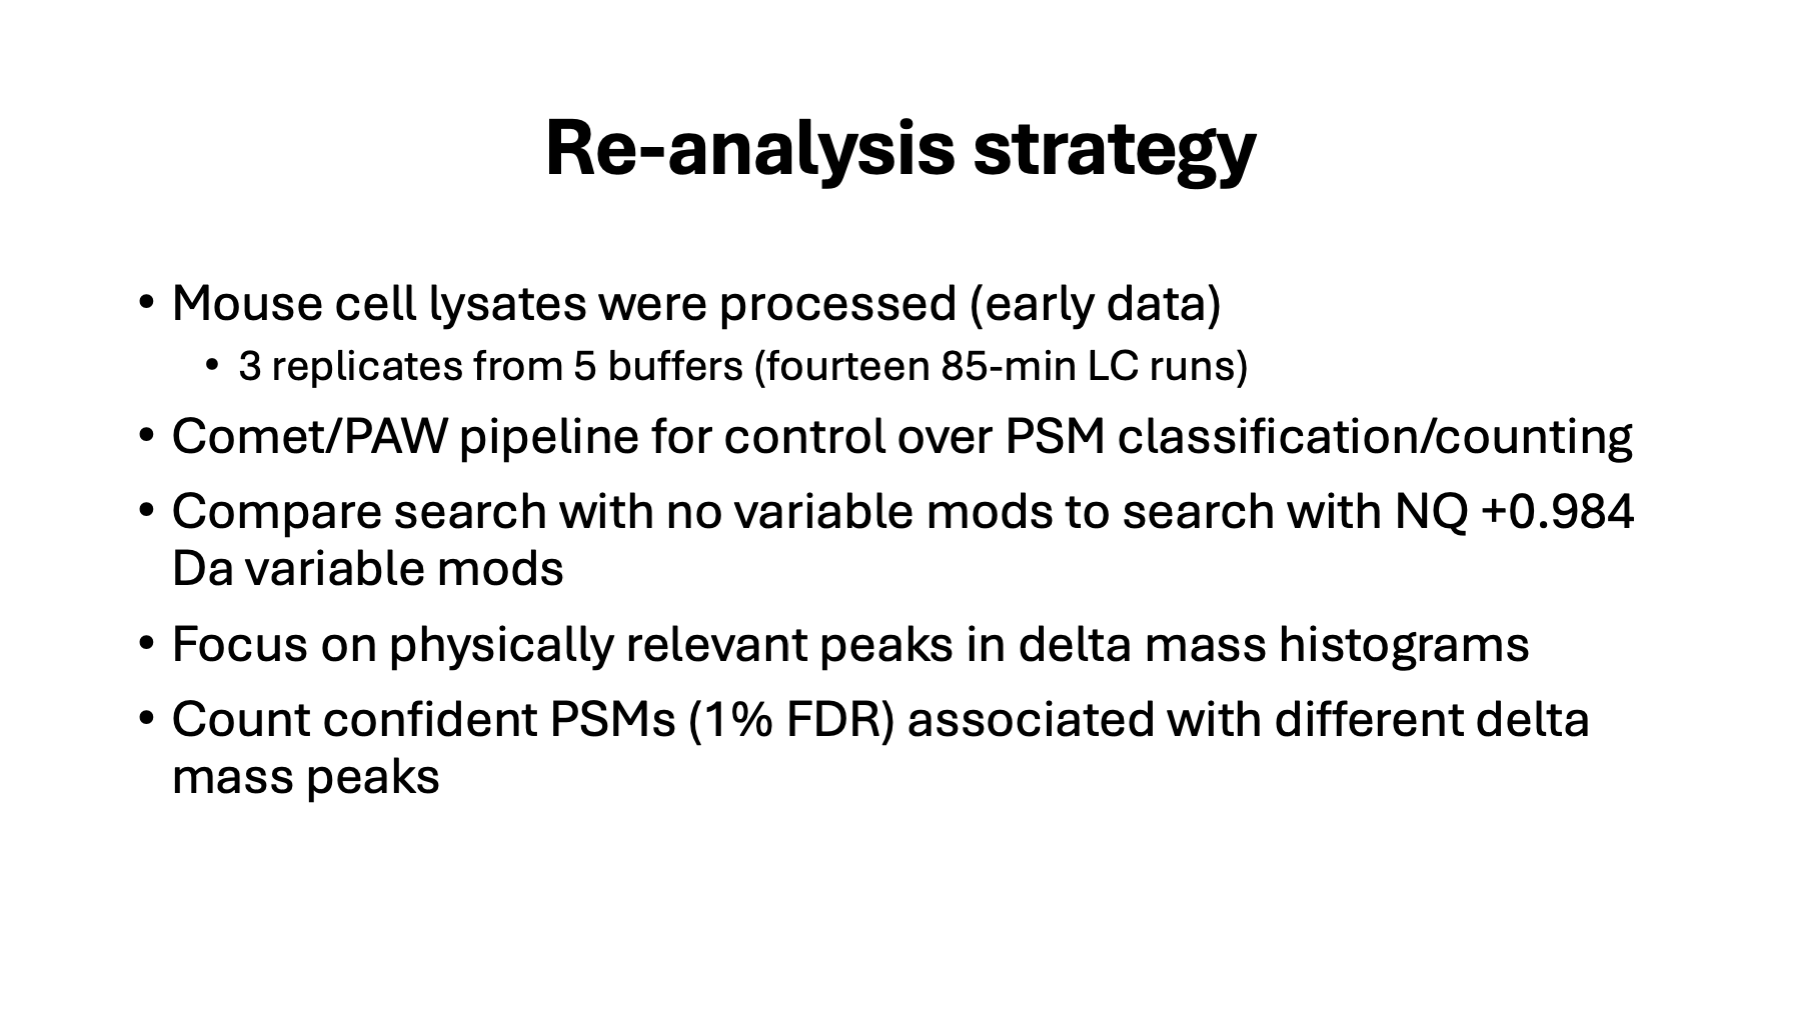 Re-analysis strategy
• Mouse cell lysates were processed (early data)
• 3 replicates from 5 buffers (fourteen 85-min LC runs)
• Comet/PAW pipeline for control over PSM classification/counting
• Compare search with no variable mods to search with NQ +0.984
Da variable mods
• Focus on physically relevant peaks in delta mass histograms
• Count confident PSMs (1% FDR) associated with different delta
mass peaks